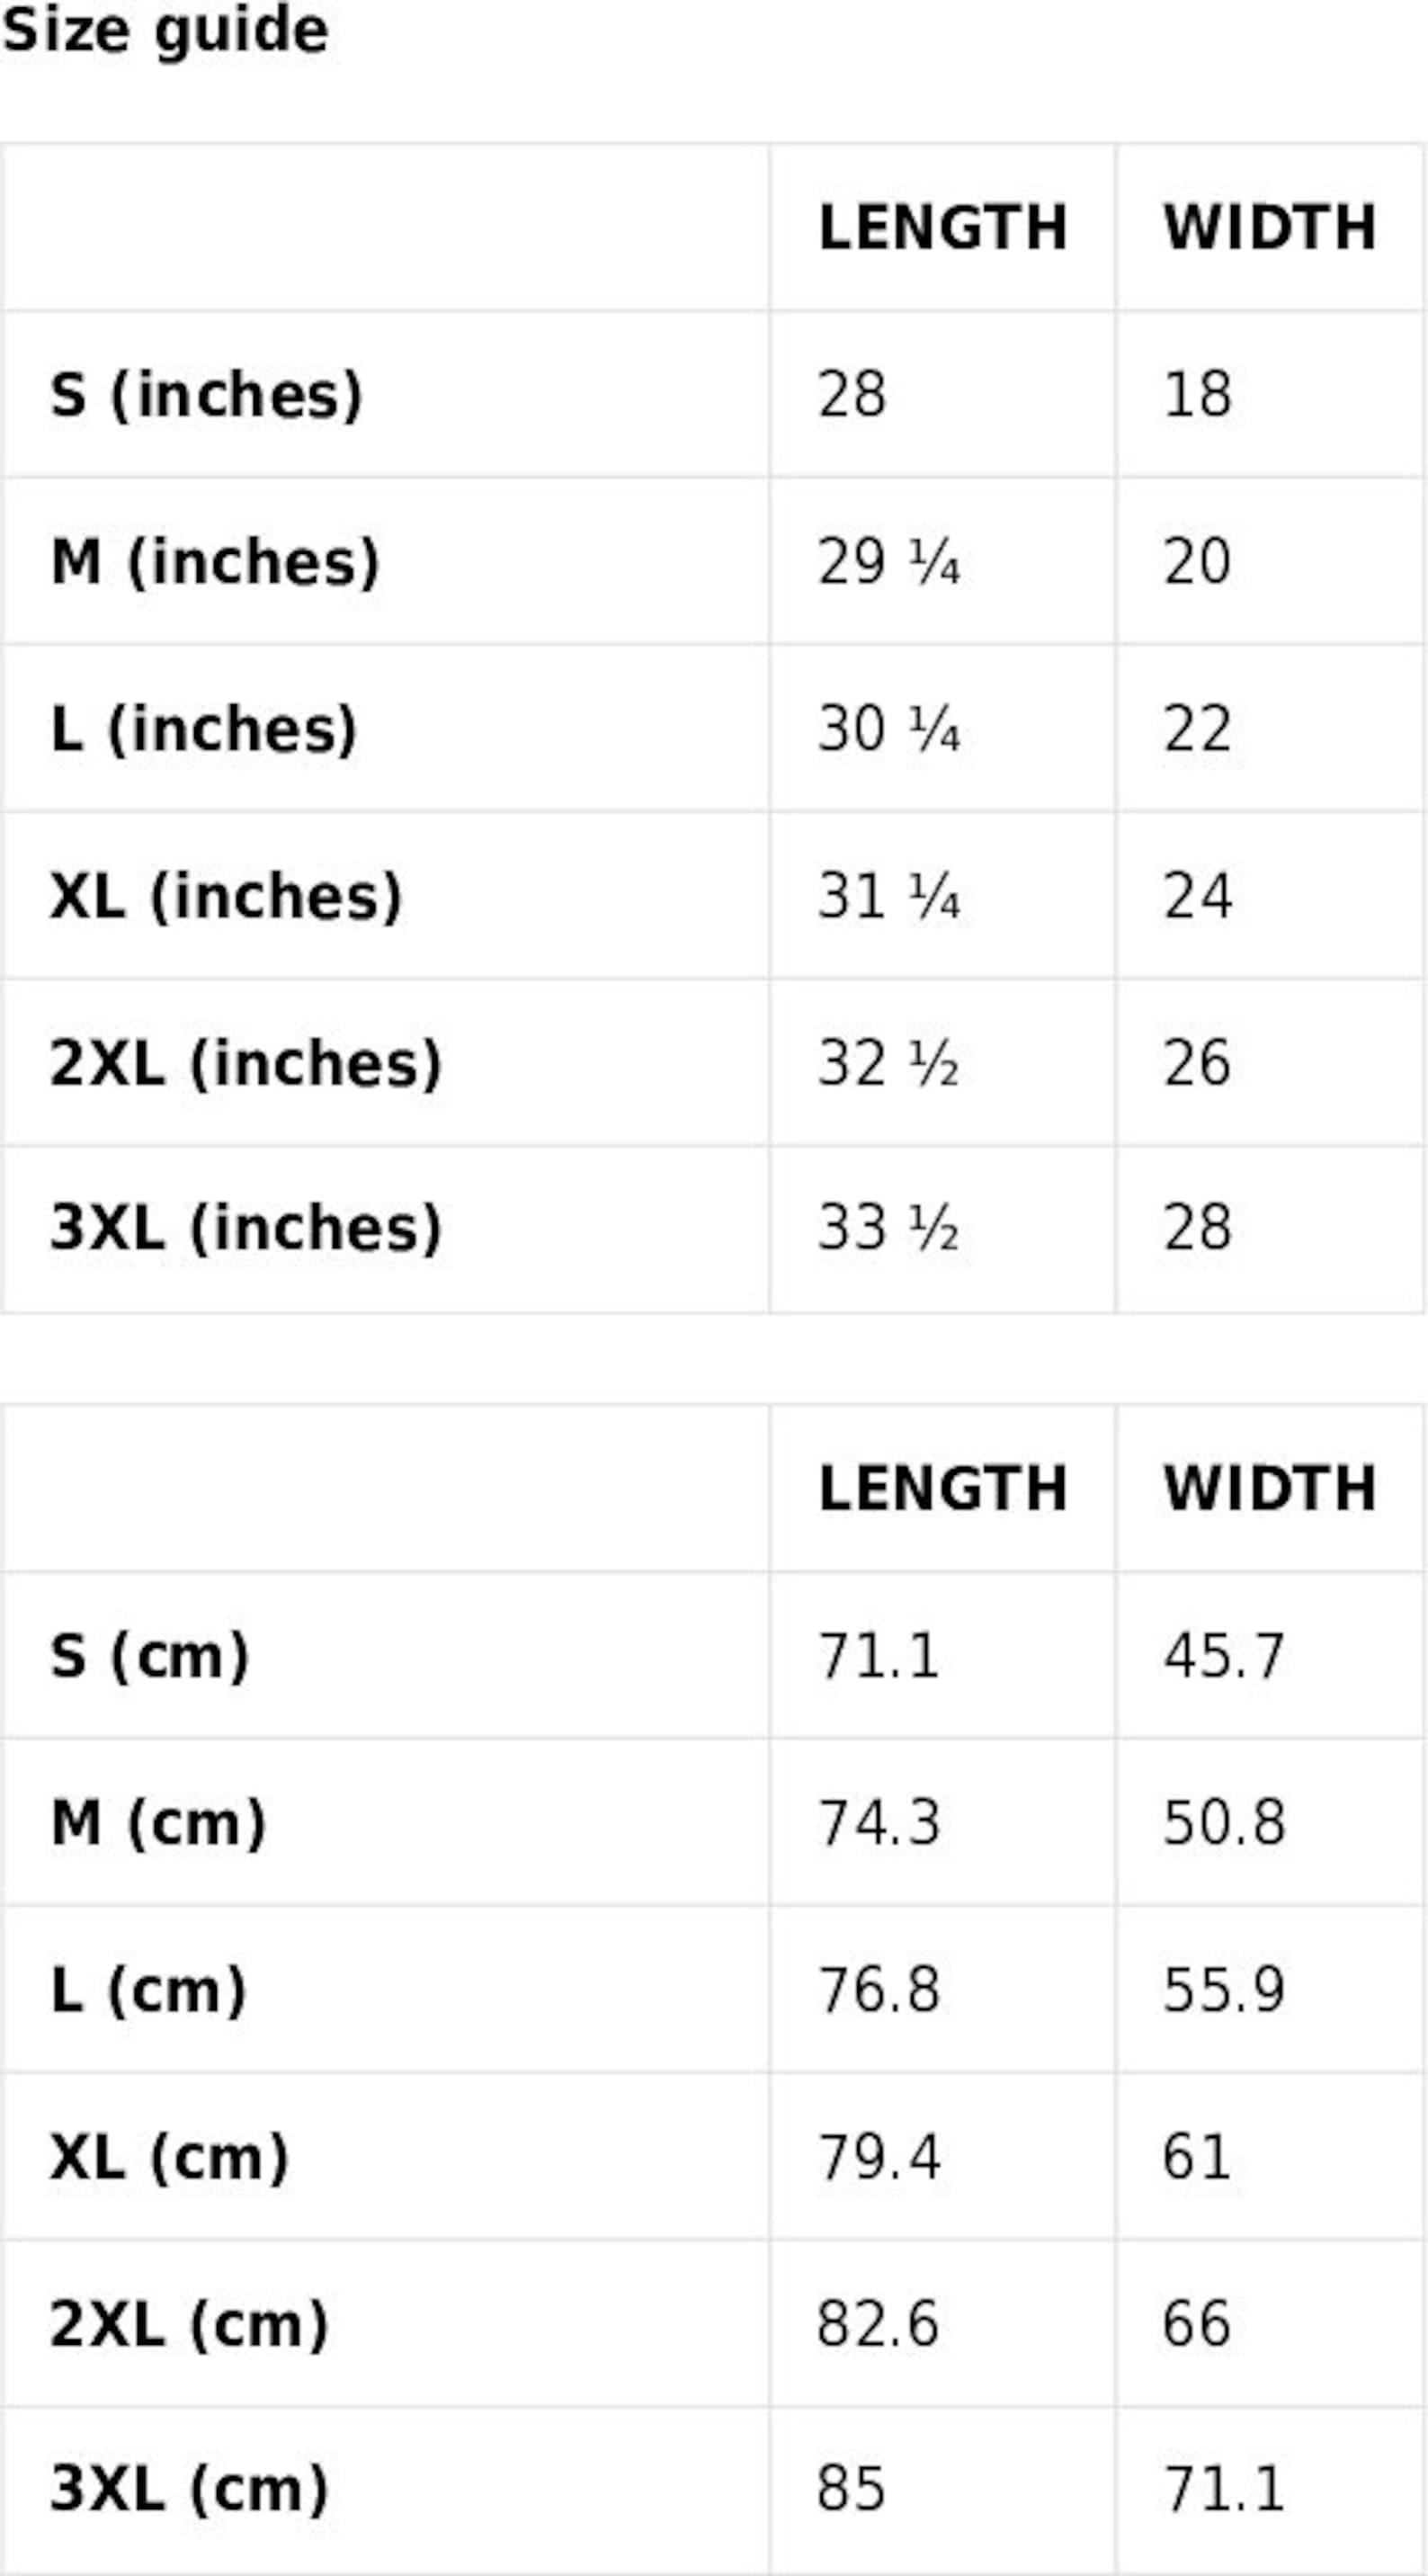 Size guide
LENGTH WIDTH
S (inches) 28 18
M (inches) 29 ¼ 20
L (inches) 30 ¼ 22
XL (inches) 31 ¼ 24
2XL (inches) 32 ½ 26
3XL (inches) 33 ½ 28
LENGTH WIDTH
S (cm) 71.1 45.7
M (cm) 74.3 50.8
L (cm) 76.8 55.9
XL (cm) 79.4 61
2XL (cm) 82.6 66
3XL (cm) 85 71.1